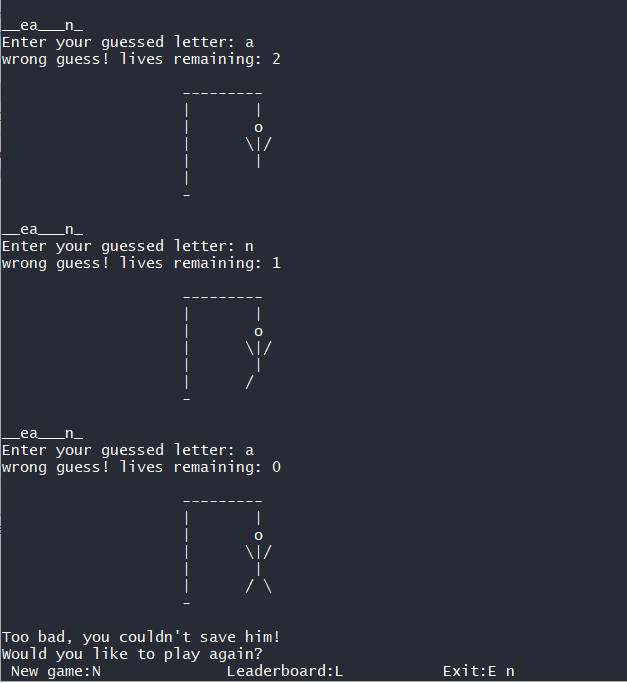 __ea___n_
Enter your guessed letter: a
wrong guess! lives remaining: 2
---------
|       |
|       o
|      \|/
|       |
|
-
__ea___n_
Enter your guessed letter: n
wrong guess! lives remaining: 1
---------
|       |
|       o
|      \|/
|       |
|      /
-
__ea___n_
Enter your guessed letter: a
wrong guess! lives remaining: 0
---------
|       |
|       o
|      \|/
|       |
|      / \
-
Too bad, you couldn't save him!
Would you like to play again?
New game:N              Leaderboard:L           Exit:E n